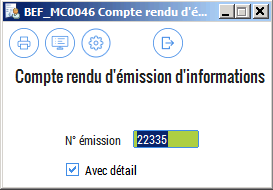 BEF_MC0046 Compte rendu d'é...
Compte rendu d'émission d'informations
N° émission 22335
Avec détail